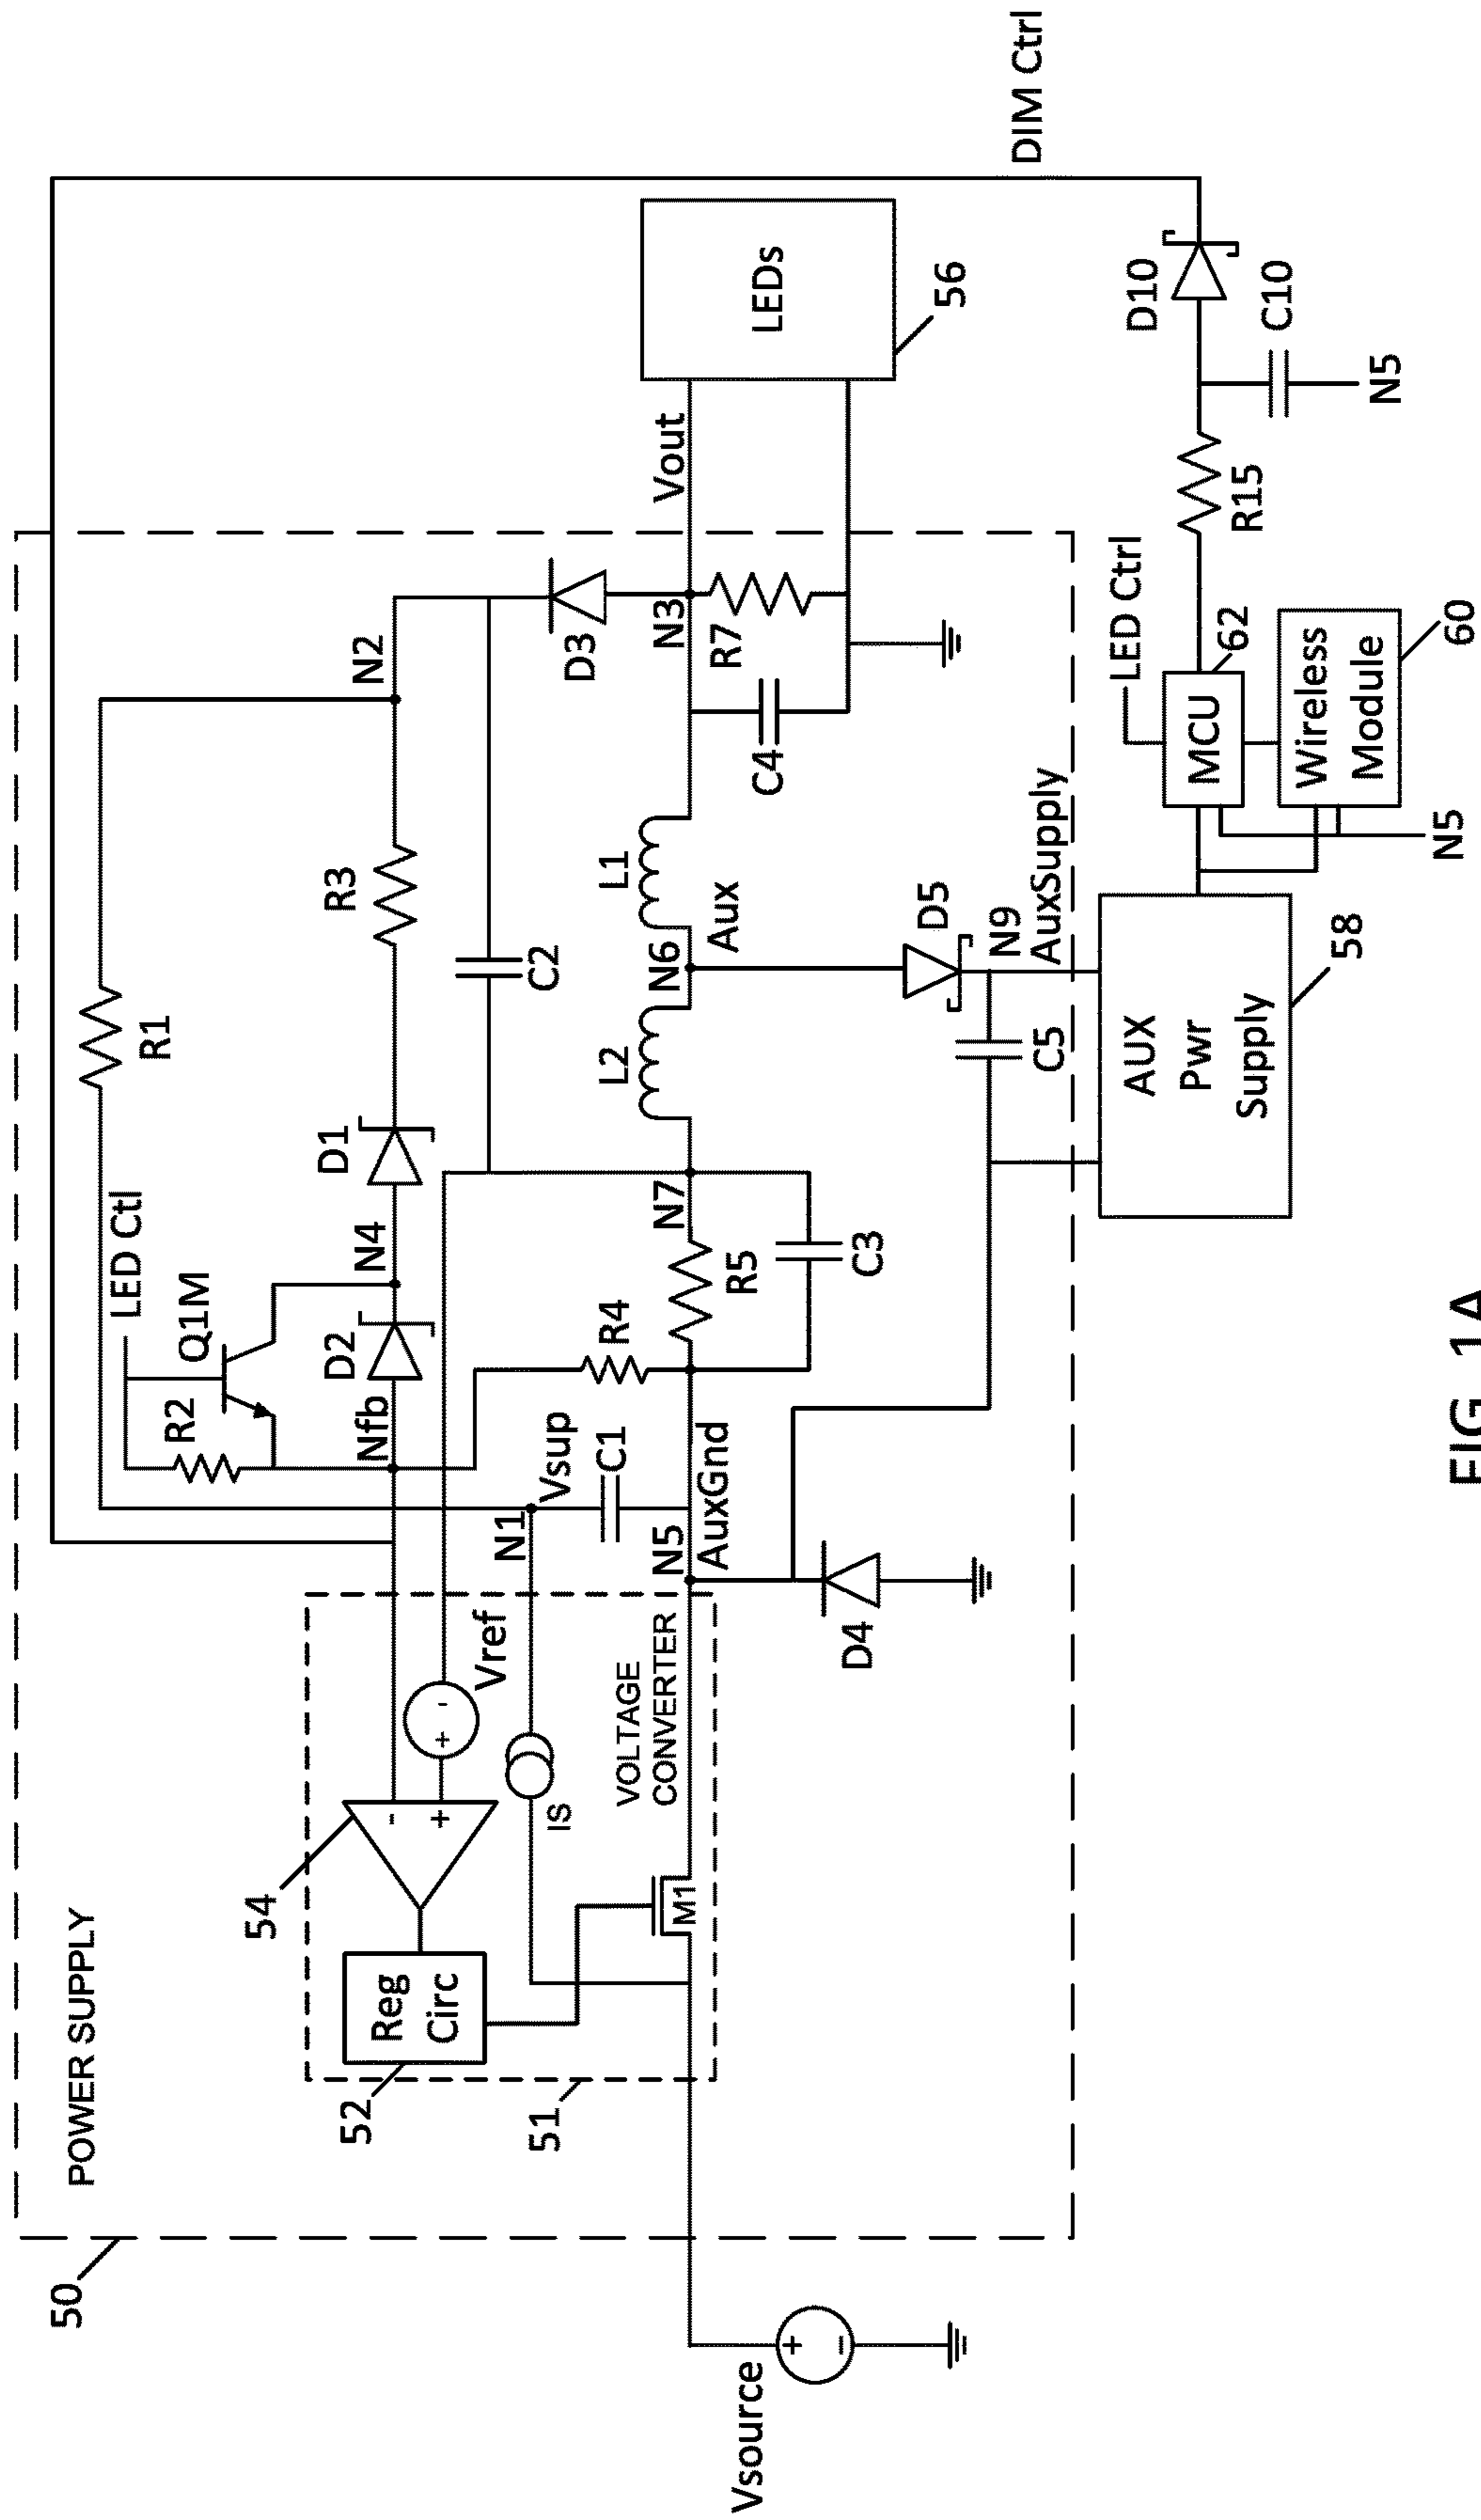 POWER SUPPLY
50
52
Reg
Circ
54
-
+
+
-
Vref
IS
51
VOLTAGE
CONVERTER
M1
Vsource
+
-
R2
Q1M
LED Ctl
Nfb
D2
N4
D1
R3
N2
R1
N1
Vsup
C1
R4
N5
AuxGnd
R5
N7
C3
C2
L2
N6
Aux
L1
D3
N3
Vout
R7
C4
LEDs
56
D4
D5
N9
AuxSupply
C5
AUX
Pwr
Supply
58
LED Ctrl
MCU
62
Wireless
Module
60
N5
R15
D10
C10
N5
DIM Ctrl
FIG. 1A